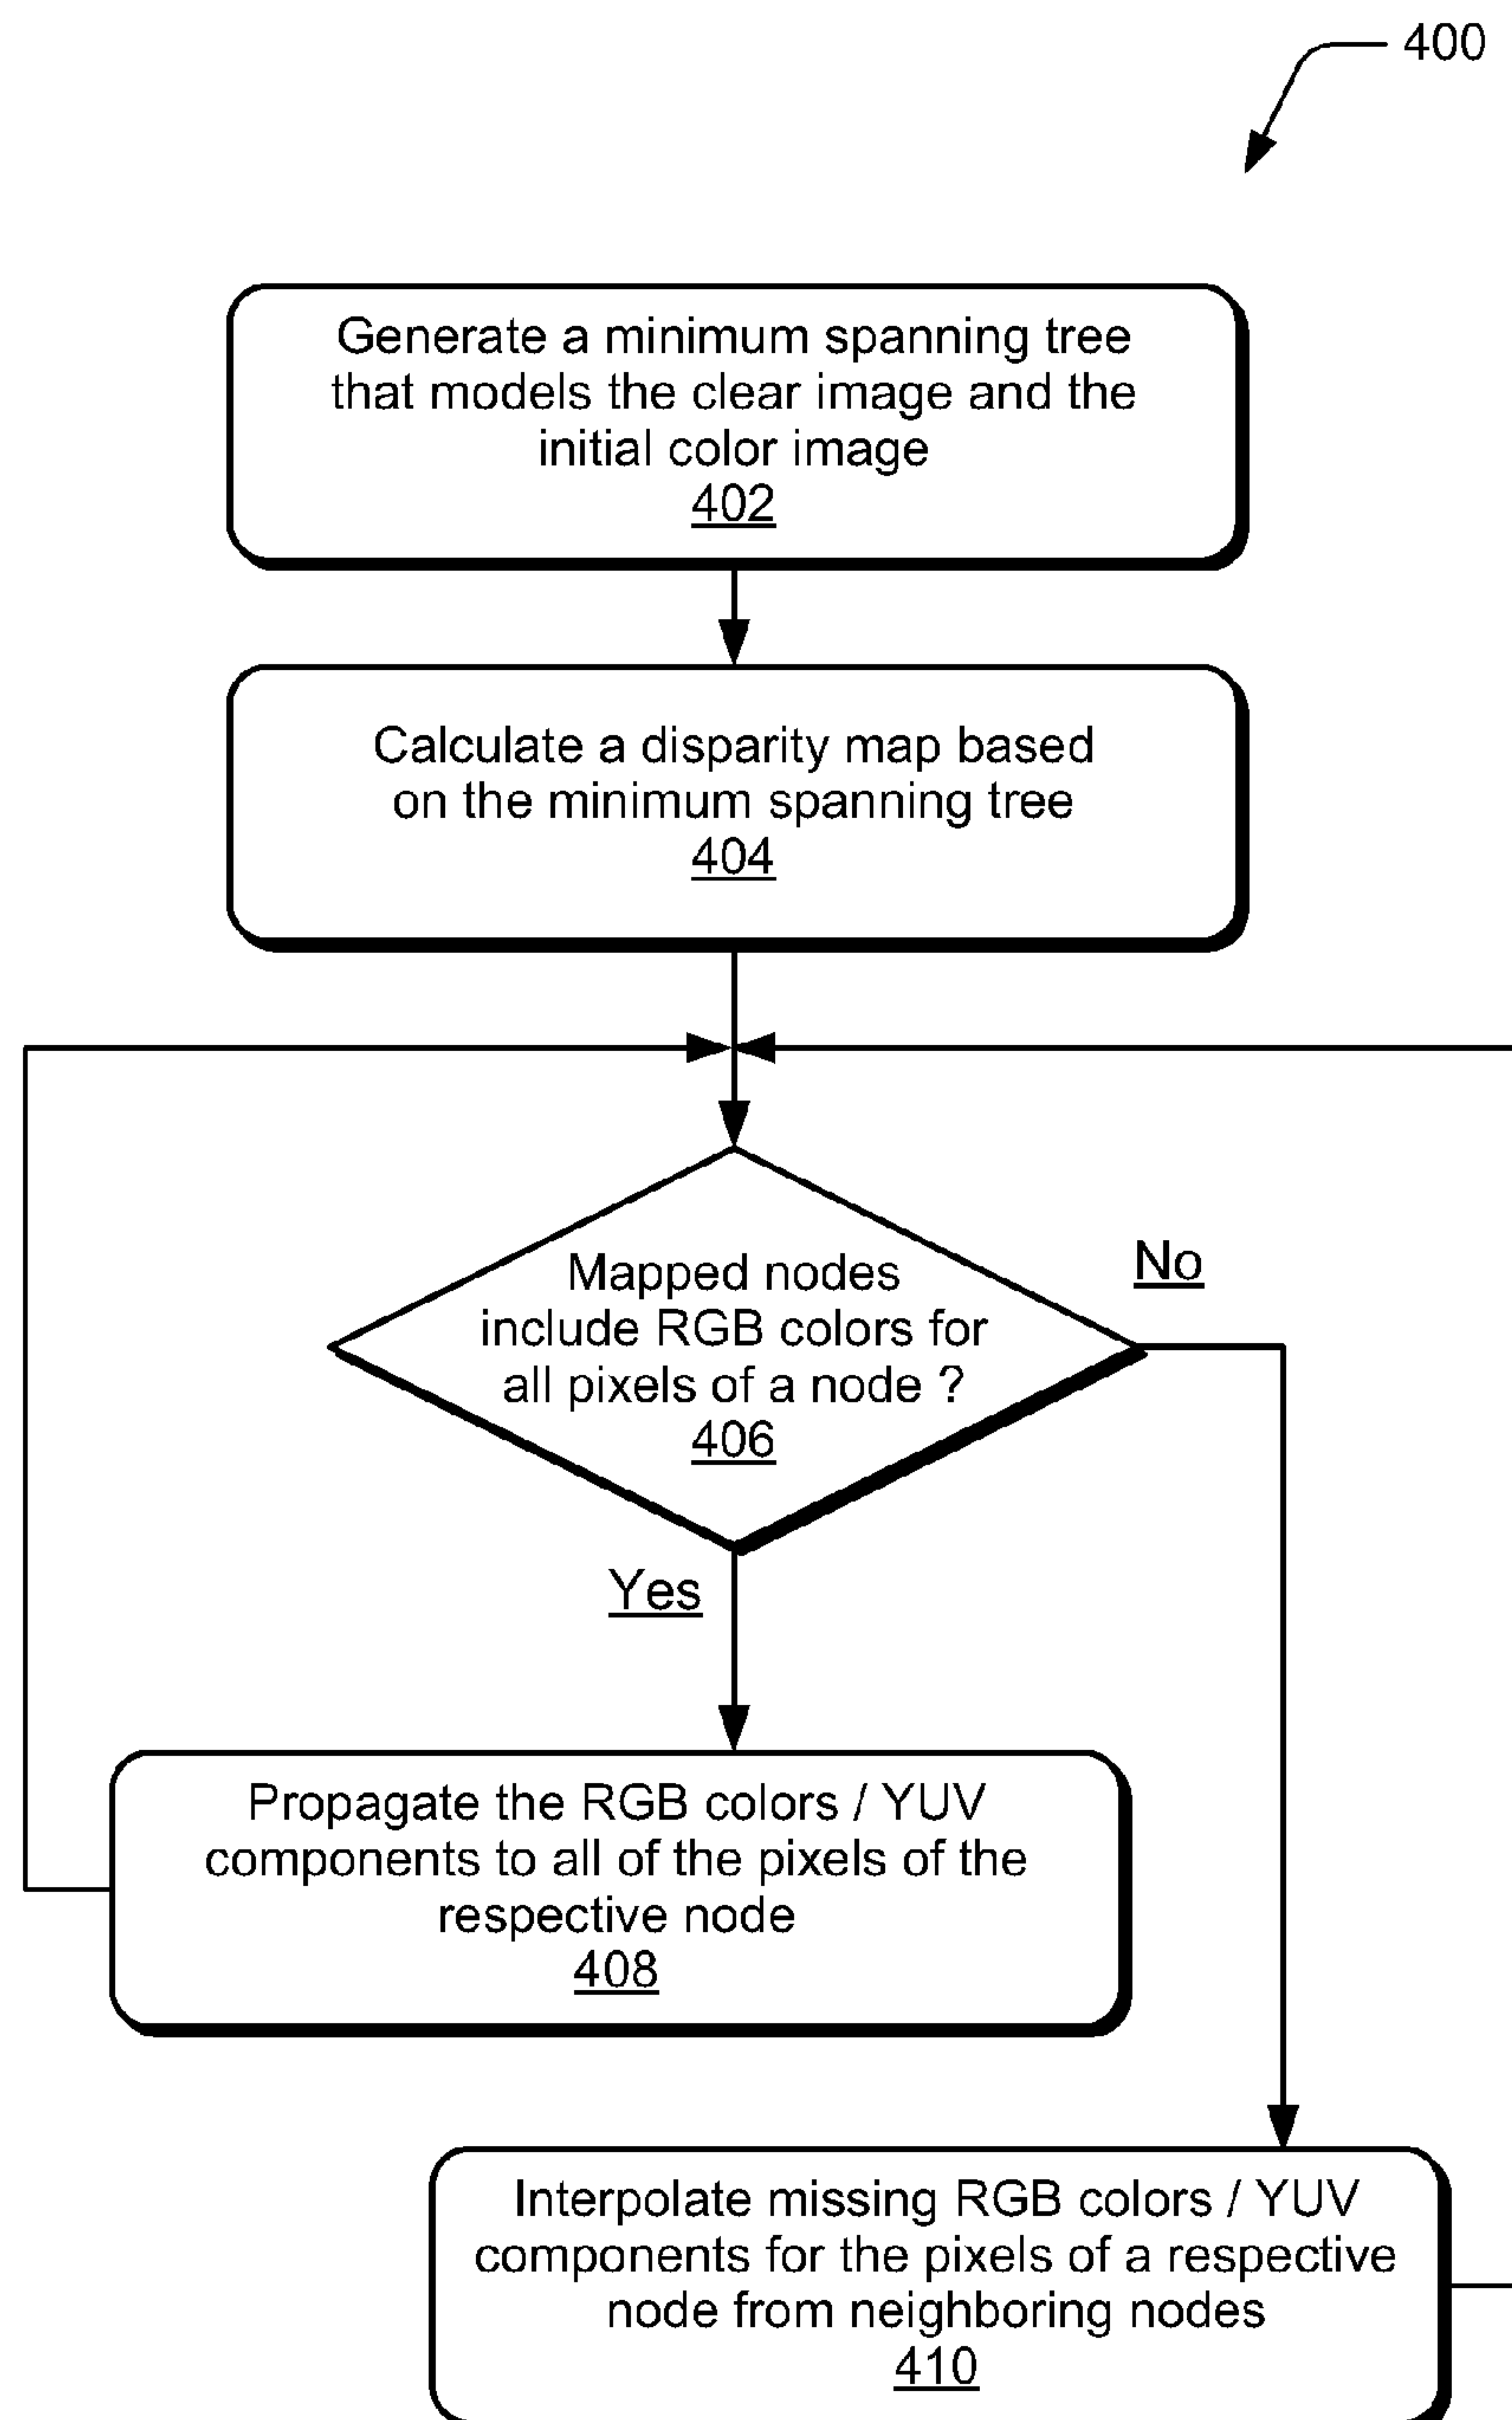 400
Generate a minimum spanning tree
that models the clear image and the
initial color image
402
Calculate a disparity map based
on the minimum spanning tree
404
Mapped nodes
include RGB colors for
all pixels of a node ?
406
No
Yes
Propagate the RGB colors / YUV
components to all of the pixels of the
respective node
408
Interpolate missing RGB colors / YUV
components for the pixels of a respective
node from neighboring nodes
410